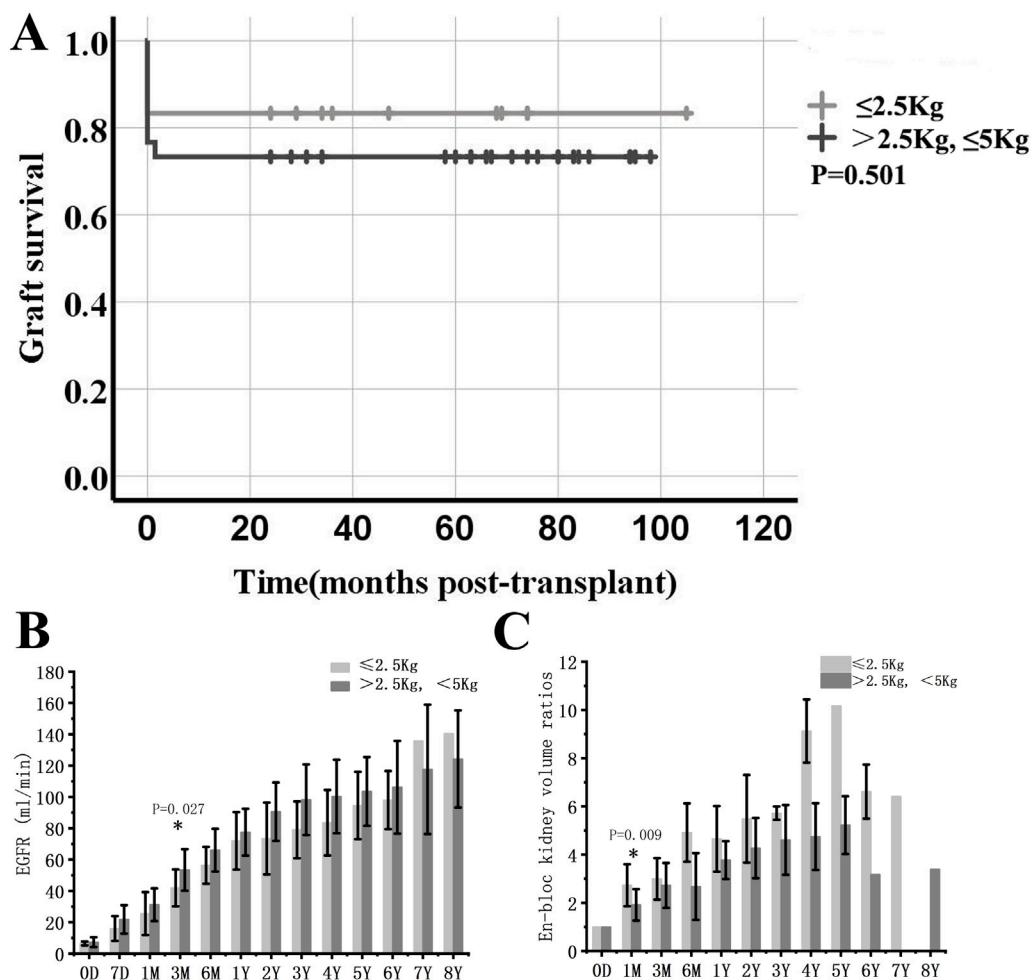 A
1.0
0.8
0.6
0.4
0.2
0.0
Graft survival
0 20 40 60 80 100 120
Time(months post-transplant)
≤2.5Kg
＞2.5Kg, ≤5Kg
P=0.501
B
≤2.5Kg
＞2.5Kg, ＜5Kg
180
160
140
120
100
80
60
40
20
0
EGFR (ml/min)
P=0.027
*
0D 7D 1M 3M 6M 1Y 2Y 3Y 4Y 5Y 6Y 7Y 8Y
C
≤2.5Kg
＞2.5Kg, ＜5Kg
12
10
8
6
4
2
0
En-bloc kidney volume ratios
P=0.009
*
0D 1M 3M 6M 1Y 2Y 3Y 4Y 5Y 6Y 7Y 8Y